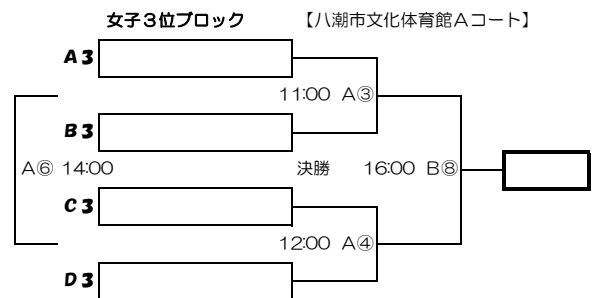 女子3位ブロック 【八潮市文化体育館Aコート】
A3
11:00 A③
B3
A⑥ 14:00 決勝 16:00 B⑧
C3
12:00 A④
D3